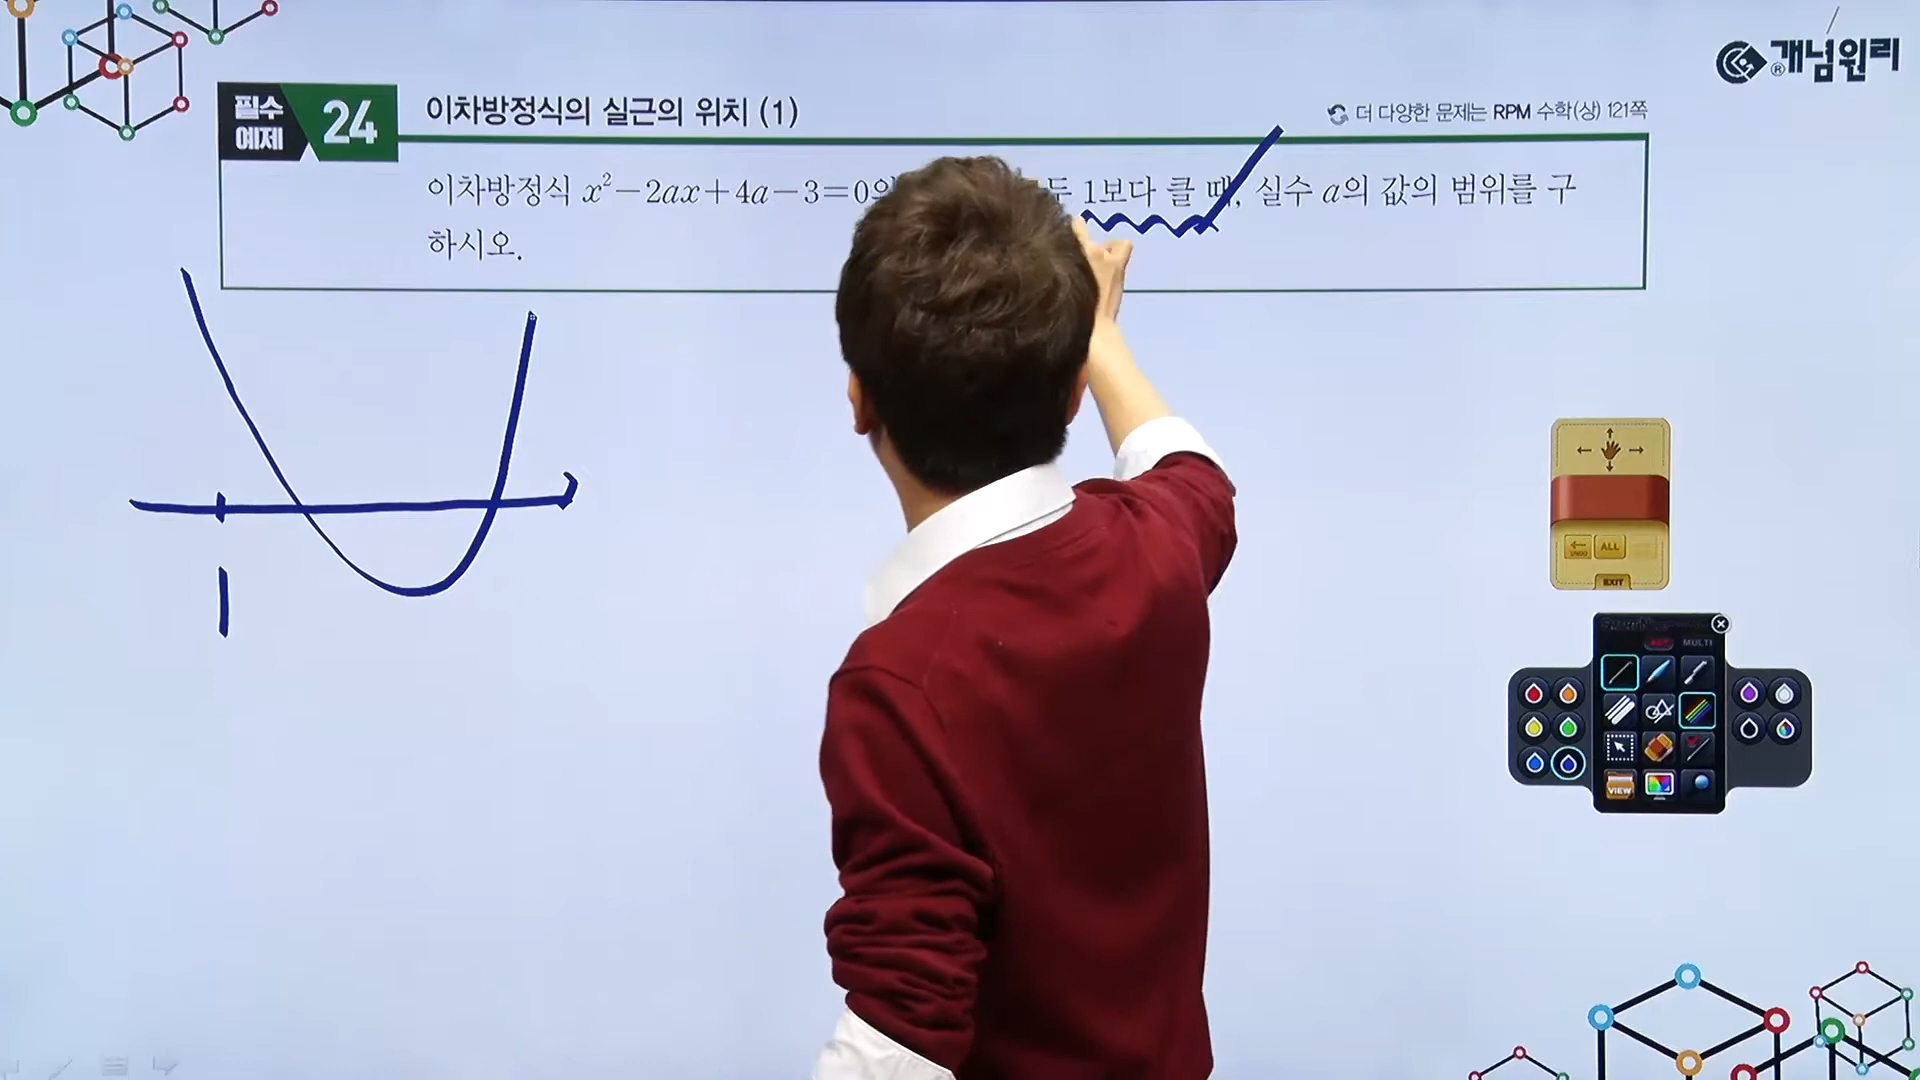 개념원리
필수
예제
24
이차방정식의 실근의 위치 (1)
더 다양한 문제는 RPM 수학(상) 121쪽
이차방정식 x²－2ax＋4a－3＝0의 두 1보다 클 때, 실수 a의 값의 범위를 구
하시오.
1
UNDO ALL
EXIT
MULTI
VIEW